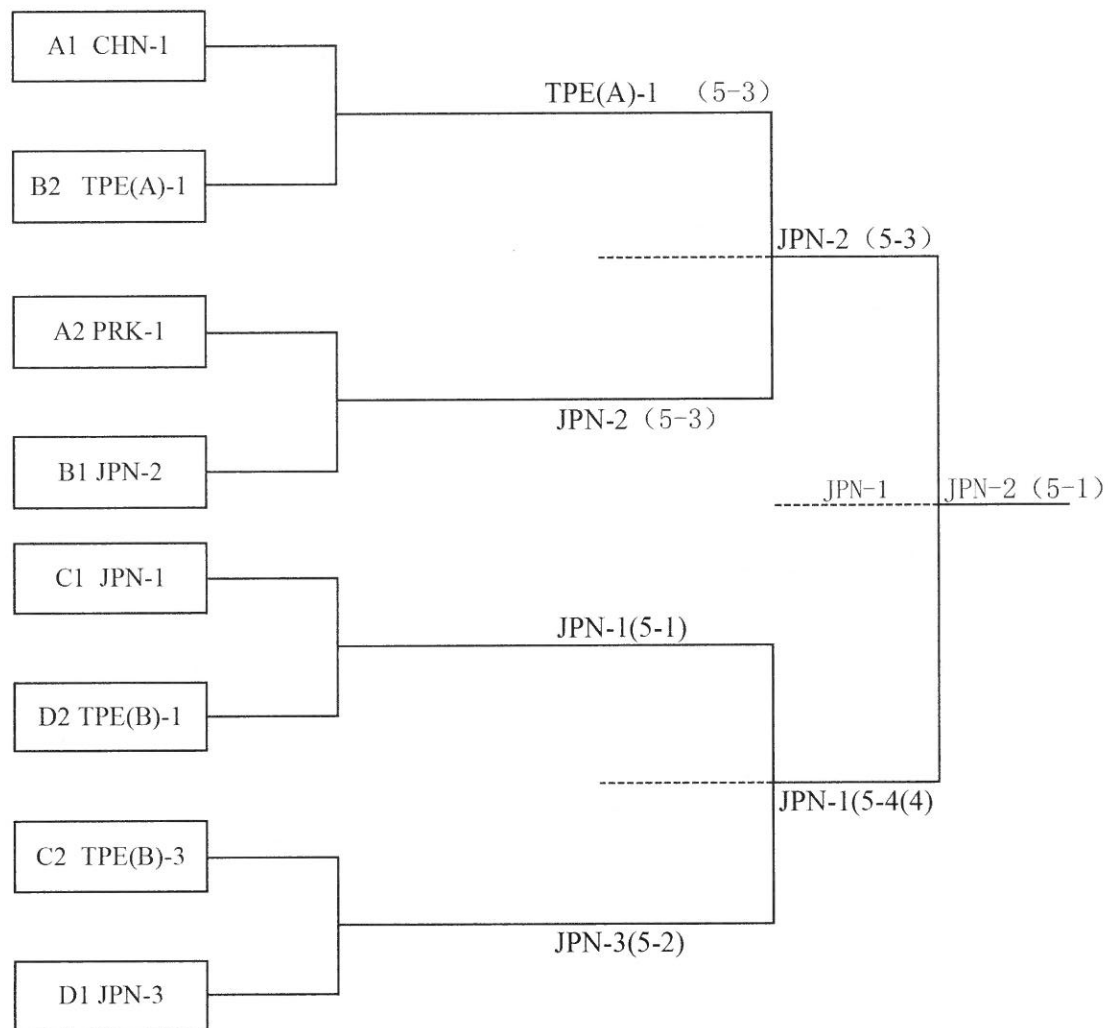 A1 CHN-1
TPE(A)-1 (5-3)
B2 TPE(A)-1
JPN-2（5-3）
A2 PRK-1
JPN-2（5-3）
B1 JPN-2
JPN-1 JPN-2（5-1）
C1 JPN-1
JPN-1(5-1)
D2 TPE(B)-1
JPN-1(5-4(4)
C2 TPE(B)-3
JPN-3(5-2)
D1 JPN-3